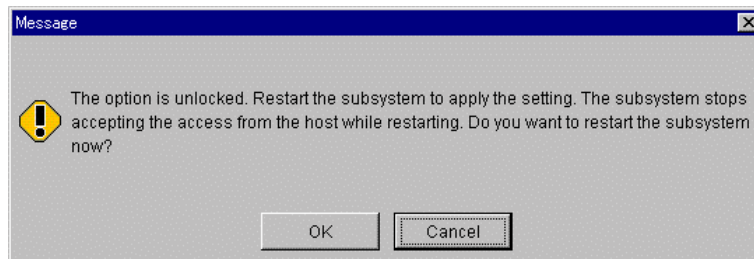 Message
The option is unlocked. Restart the subsystem to apply the setting. The subsystem stops
accepting the access from the host while restarting. Do you want to restart the subsystem
now?
OK
Cancel